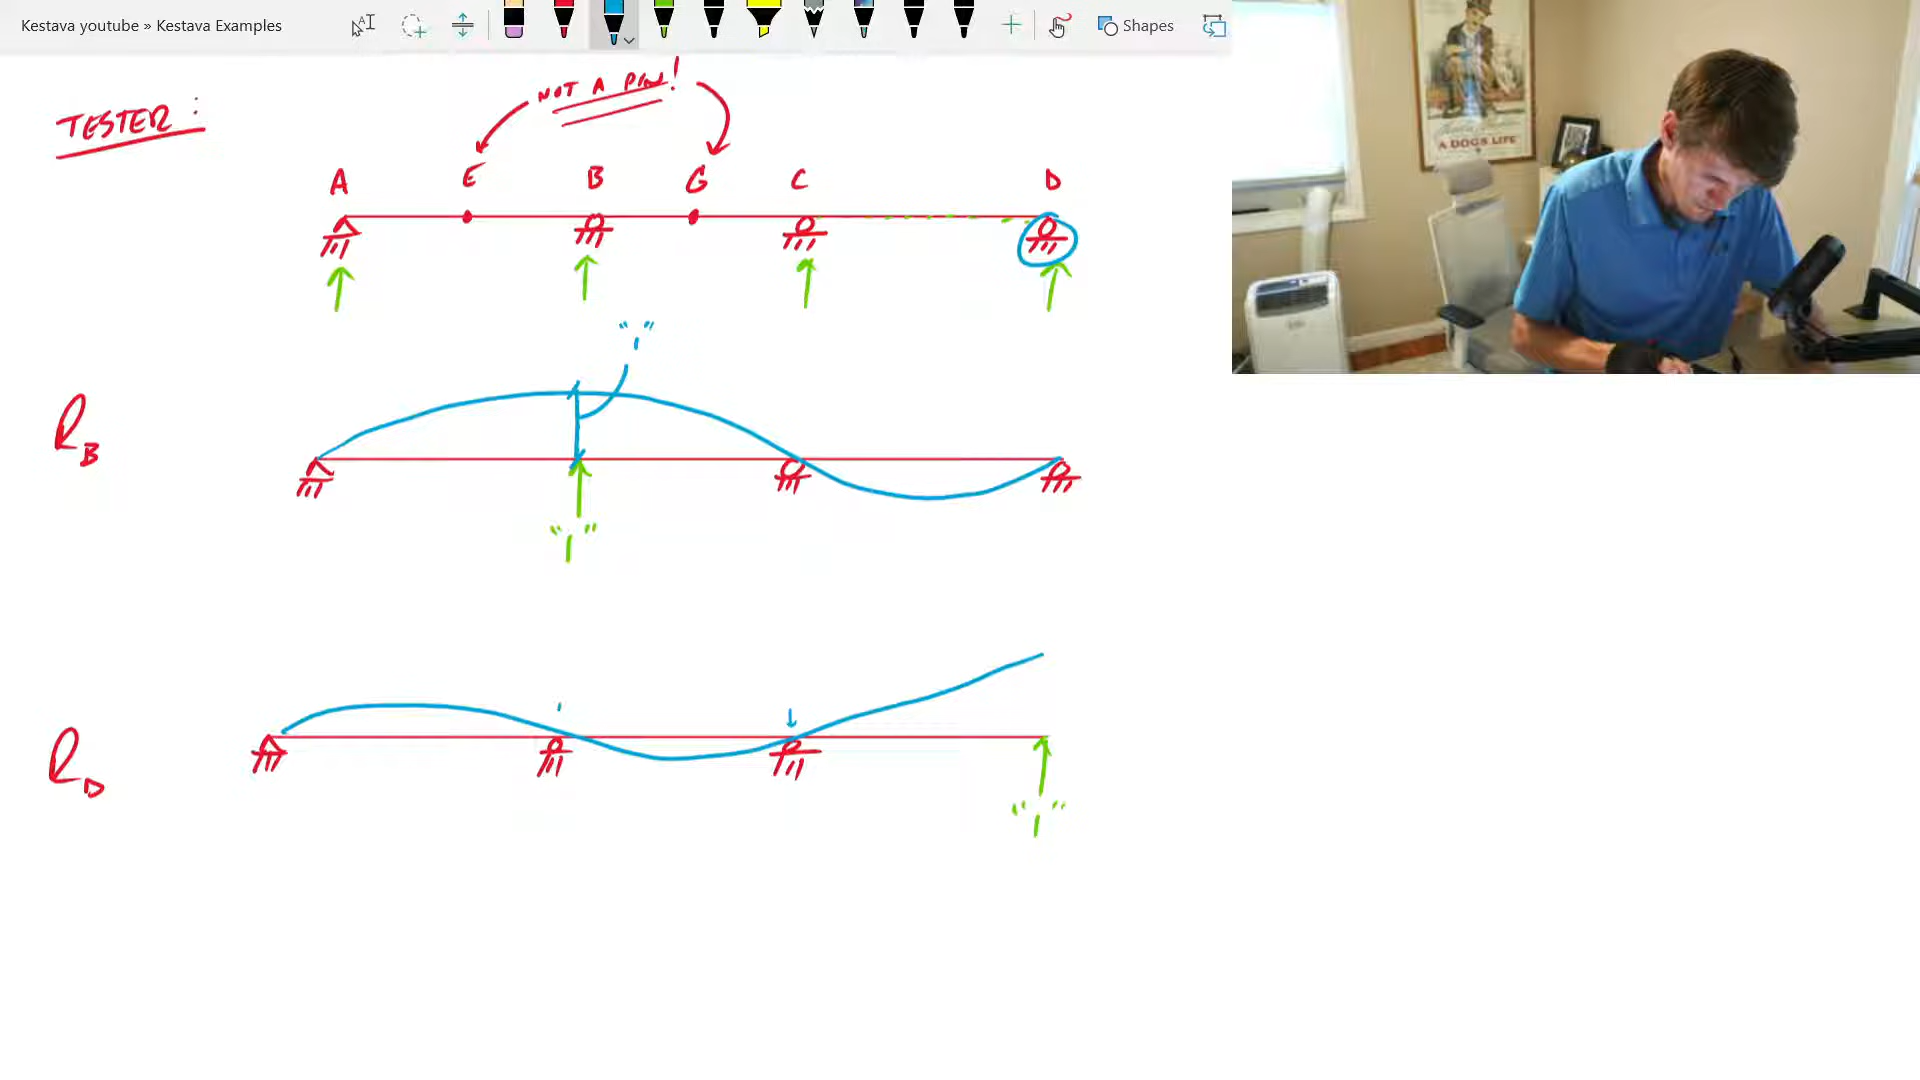 Kestava youtube » Kestava Examples
Shapes
NOT A PIN!
TESTER:
A E B G C D
A DOGS LIFE
"1"
R_B
"1"
R_D
"1"